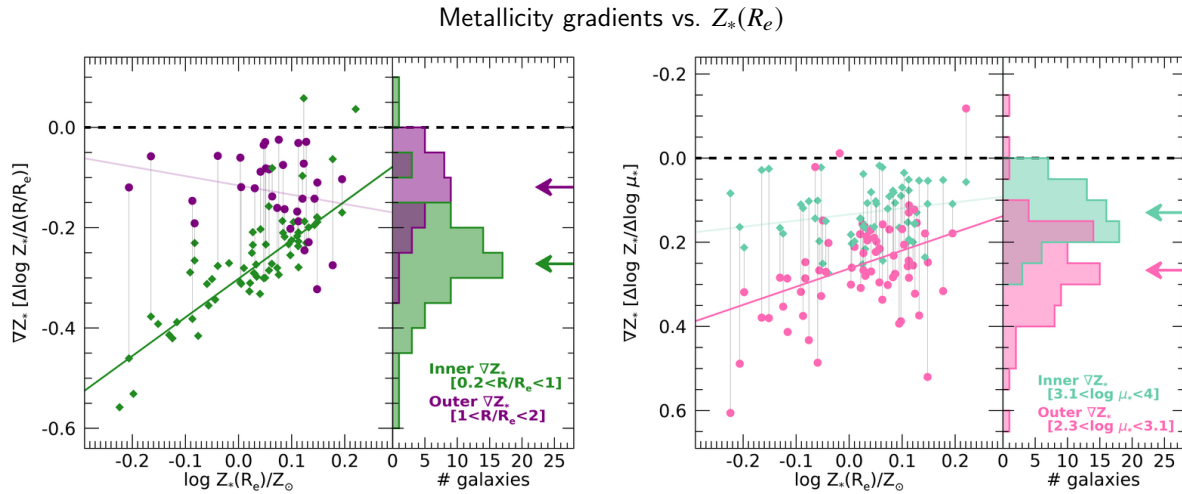 Metallicity gradients vs. Z*(Re)
0.0
-0.2
-0.4
-0.6
∇Z* [Δlog Z*/Δ(R/Re)]
-0.2 -0.1 0.0 0.1 0.2
log Z*(Re)/Z⊙
0 5 10 15 20 25
# galaxies
Inner ∇Z*
[0.2<R/Re<1]
Outer ∇Z*
[1<R/Re<2]
-0.2
0.0
0.2
0.4
0.6
∇Z* [Δlog Z*/Δlog μ*]
-0.2 -0.1 0.0 0.1 0.2
log Z*(Re)/Z⊙
0 5 10 15 20 25
# galaxies
Inner ∇Z*
[3.1<log μ*<4]
Outer ∇Z*
[2.3<log μ*<3.1]